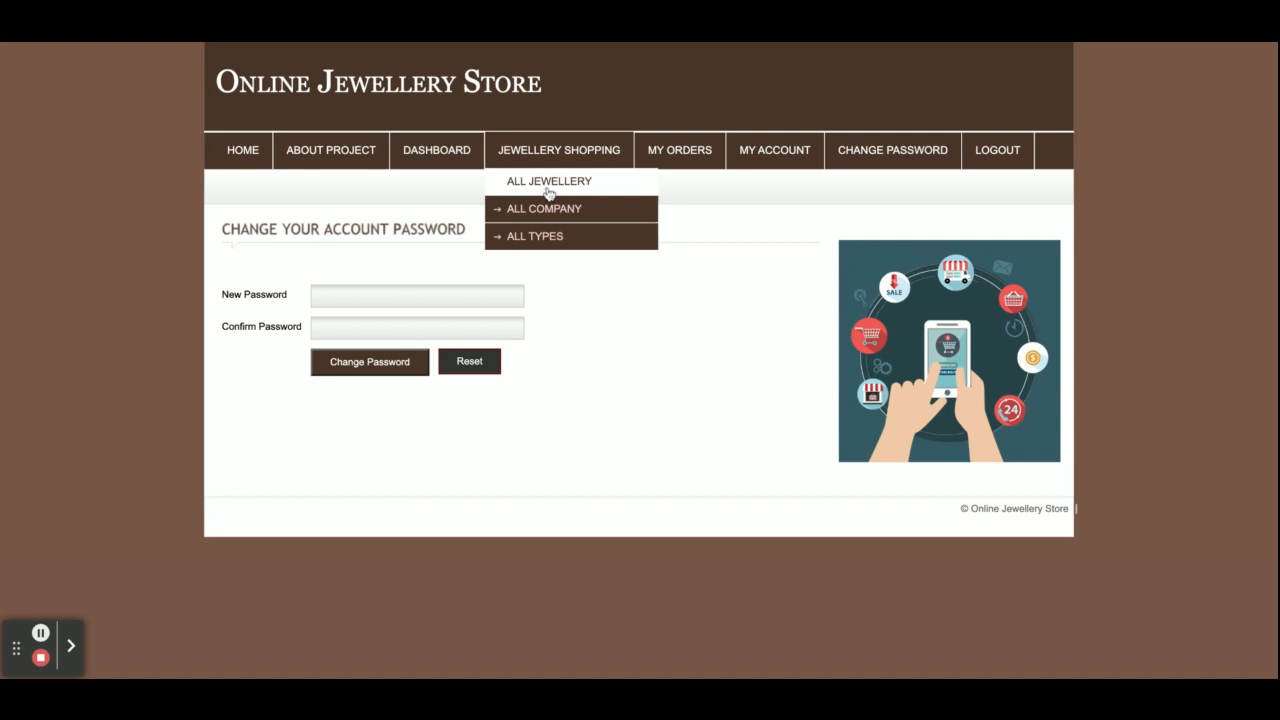 Online Jewellery Store
HOME ABOUT PROJECT DASHBOARD JEWELLERY SHOPPING MY ORDERS MY ACCOUNT CHANGE PASSWORD LOGOUT
ALL JEWELLERY
→ ALL COMPANY
→ ALL TYPES
CHANGE YOUR ACCOUNT PASSWORD
New Password
Confirm Password
Change Password Reset
SALE
24
© Online Jewellery Store